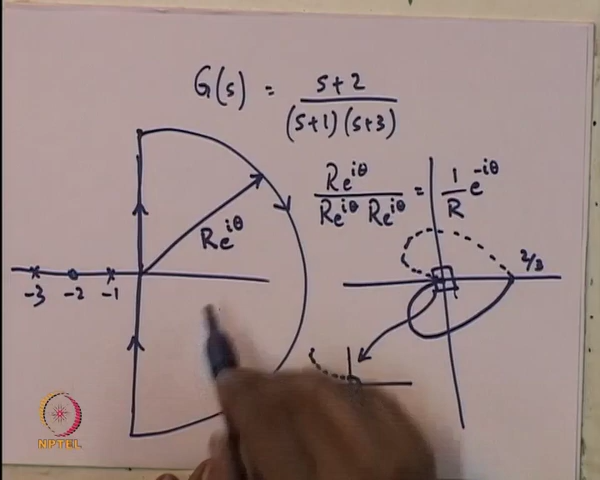 G(s) = s+2 / (s+1)(s+3)
Re^{iθ} / Re^{iθ} Re^{iθ} = 1/R e^{-iθ}
Re^{iθ}
2/3
-3 -2 -1
NPTEL